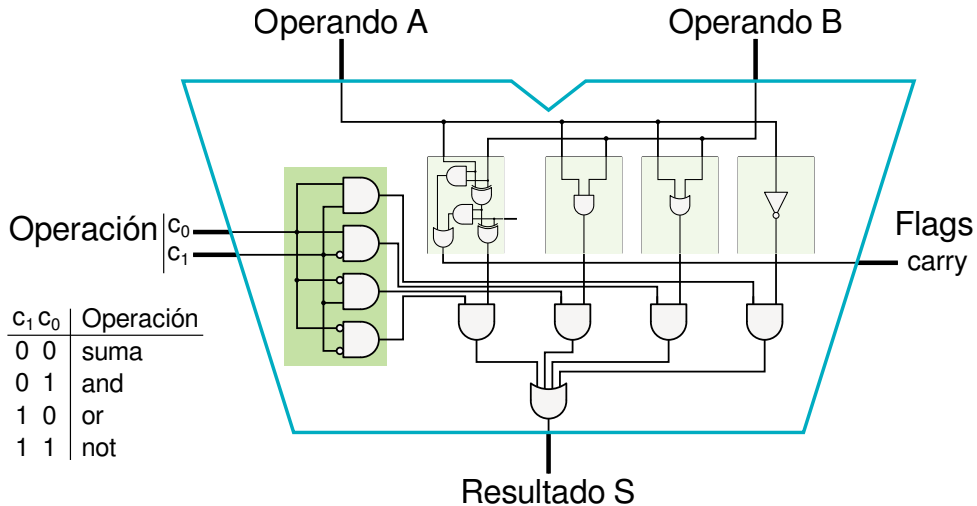 Operando A
Operando B
Operación
c0
c1
Flags
carry
c1 c0 Operación
0 0 suma
0 1 and
1 0 or
1 1 not
Resultado S